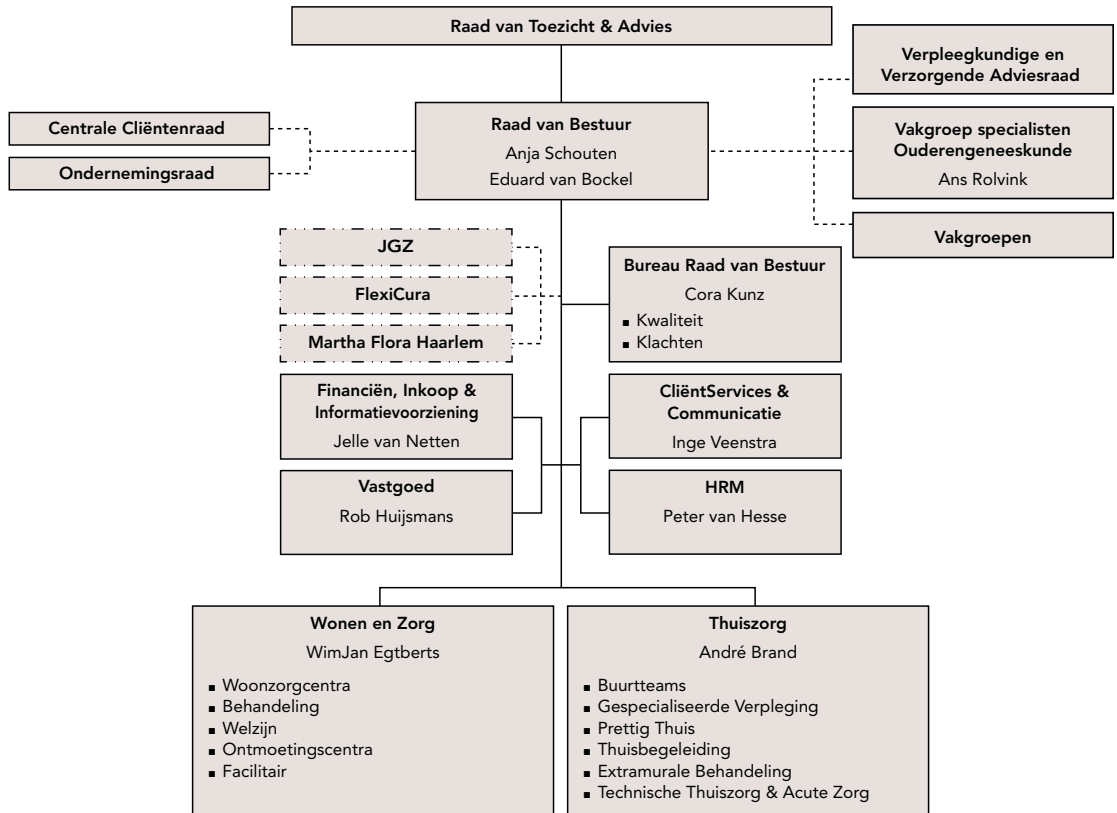 Raad van Toezicht & Advies
Verpleegkundige en
Verzorgende Adviesraad
Centrale Cliëntenraad
Ondernemingsraad
Raad van Bestuur
Anja Schouten
Eduard van Bockel
Vakgroep specialisten
Ouderengeneeskunde
Ans Rolvink
Vakgroepen
JGZ
FlexiCura
Martha Flora Haarlem
Bureau Raad van Bestuur
Cora Kunz
▪ Kwaliteit
▪ Klachten
Financiën, Inkoop &
Informatievoorziening
Jelle van Netten
CliëntServices &
Communicatie
Inge Veenstra
Vastgoed
Rob Huijsmans
HRM
Peter van Hesse
Wonen en Zorg
WimJan Egtberts
▪ Woonzorgcentra
▪ Behandeling
▪ Welzijn
▪ Ontmoetingscentra
▪ Facilitair
Thuiszorg
André Brand
▪ Buurtteams
▪ Gespecialiseerde Verpleging
▪ Prettig Thuis
▪ Thuisbegeleiding
▪ Extramurale Behandeling
▪ Technische Thuiszorg & Acute Zorg